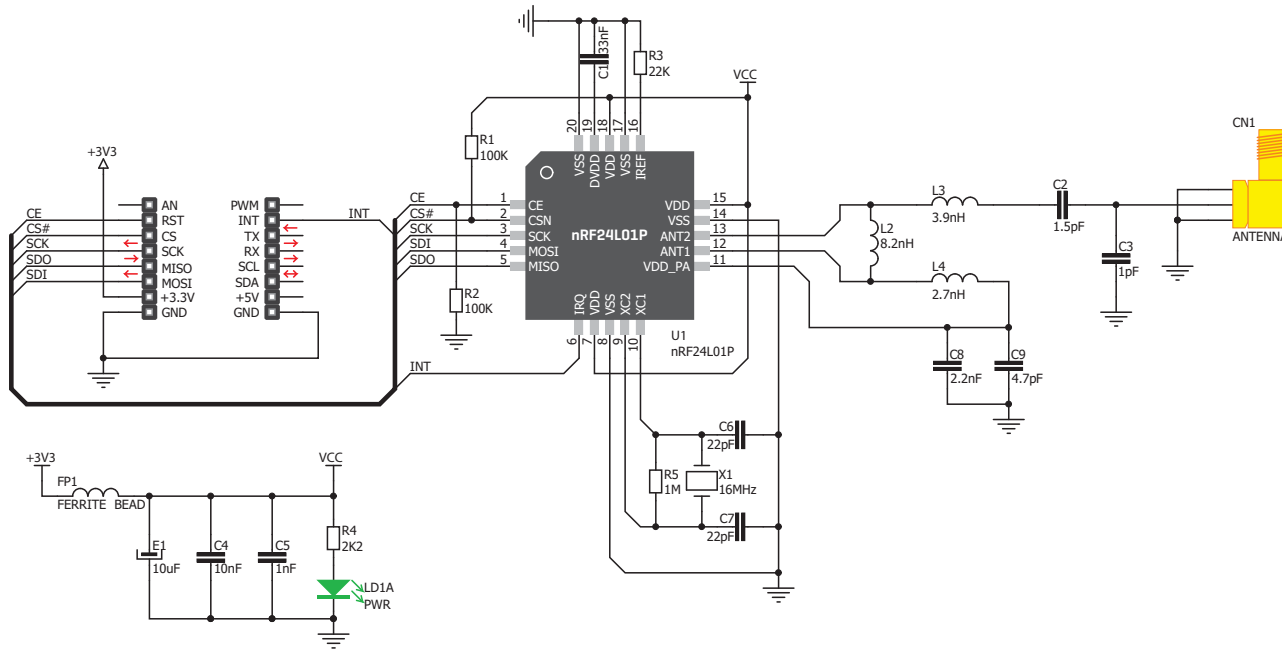 +3V3
CE
CS#
SCK
SDO
SDI
AN
RST
CS
SCK
MISO
MOSI
+3.3V
GND
PWM
INT
TX
RX
SCL
SDA
+5V
GND
INT
INT
CE
CS#
SCK
SDI
SDO
R1
100K
R2
100K
C1 33nF
R3
22K
VCC
20 19 18 17 16
VSS
DVDD
VDD
VSS
IREF
1 CE
2 CSN
3 SCK
4 MOSI
5 MISO
nRF24L01P
VDD 15
VSS 14
ANT2 13
ANT1 12
VDD_PA 11
IRQ
VDD
VSS
XC2
XC1
6 7 8 9 10
U1
nRF24L01P
L3
3.9nH
L2
8.2nH
L4
2.7nH
C2
1.5pF
C3
1pF
CN1
ANTENNA
C8
2.2nF
C9
4.7pF
C6
22pF
R5
1M
X1
16MHz
C7
22pF
+3V3
FP1
FERRITE BEAD
VCC
E1
10uF
C4
10nF
C5
1nF
R4
2K2
LD1A
PWR